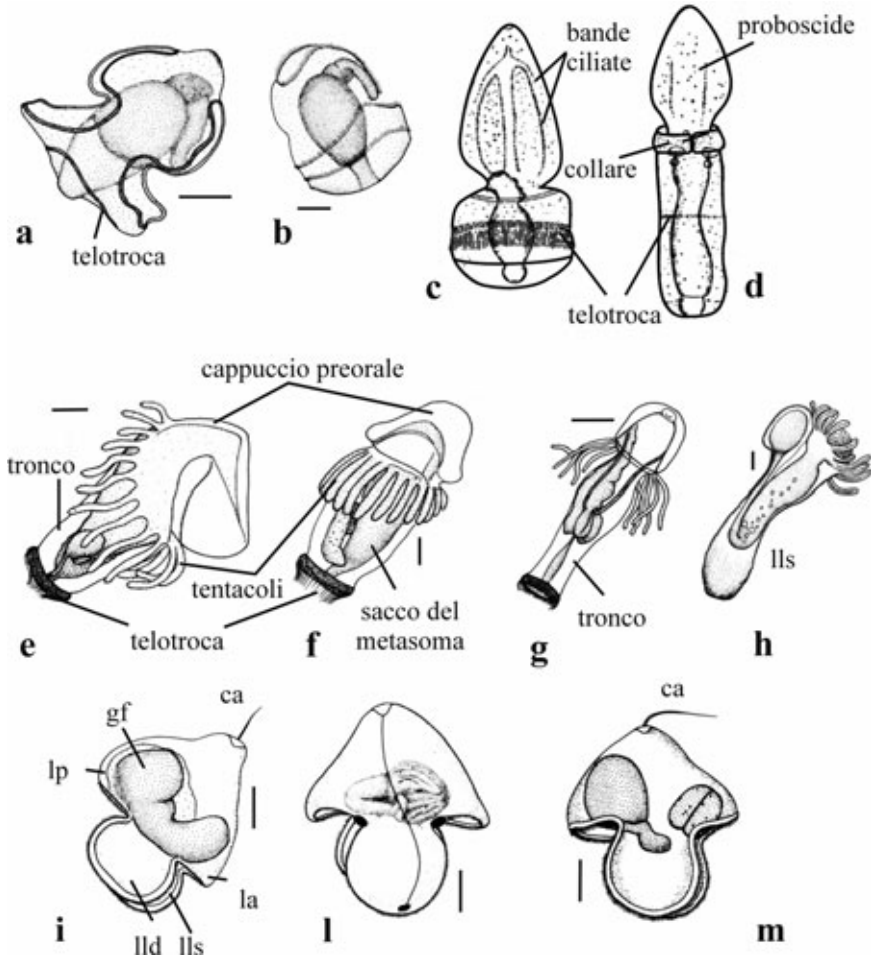 bande
ciliate
proboscide
collare
telotroca
a
b
c
d
telotroca
cappuccio preorale
tronco
tentacoli
lls
sacco del
metasoma
tronco
telotroca
e
f
g
h
ca
gf
lp
ca
la
lld
lls
i
l
m